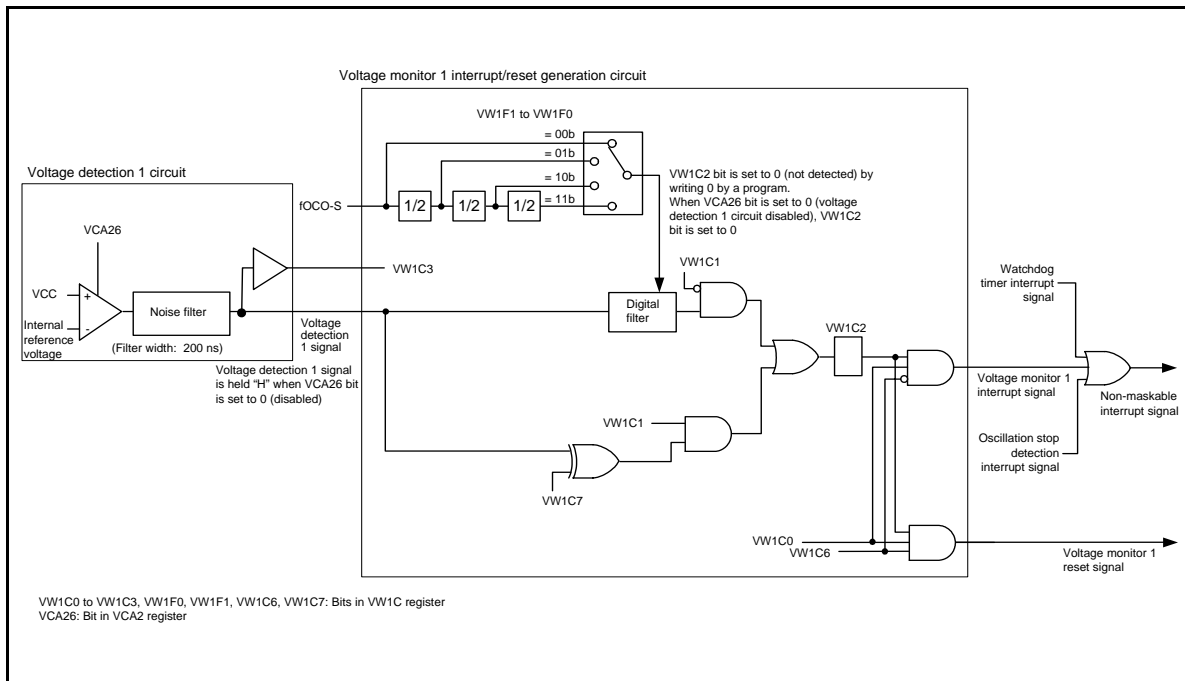 Voltage monitor 1 interrupt/reset generation circuit
VW1F1 to VW1F0
= 00b
= 01b
= 10b
= 11b
fOCO-S
1/2
1/2
1/2
VW1C2 bit is set to 0 (not detected) by
writing 0 by a program.
When VCA26 bit is set to 0 (voltage
detection 1 circuit disabled), VW1C2
bit is set to 0
Voltage detection 1 circuit
VCA26
VCC
+
-
Internal
reference
voltage
Noise filter
(Filter width: 200 ns)
VW1C3
Voltage
detection
1 signal
Voltage detection 1 signal
is held “H” when VCA26 bit
is set to 0 (disabled)
Digital
filter
VW1C1
VW1C2
VW1C1
VW1C7
VW1C0
VW1C6
Watchdog
timer interrupt
signal
Voltage monitor 1
interrupt signal
Non-maskable
interrupt signal
Oscillation stop
detection
interrupt signal
Voltage monitor 1
reset signal
VW1C0 to VW1C3, VW1F0, VW1F1, VW1C6, VW1C7: Bits in VW1C register
VCA26: Bit in VCA2 register